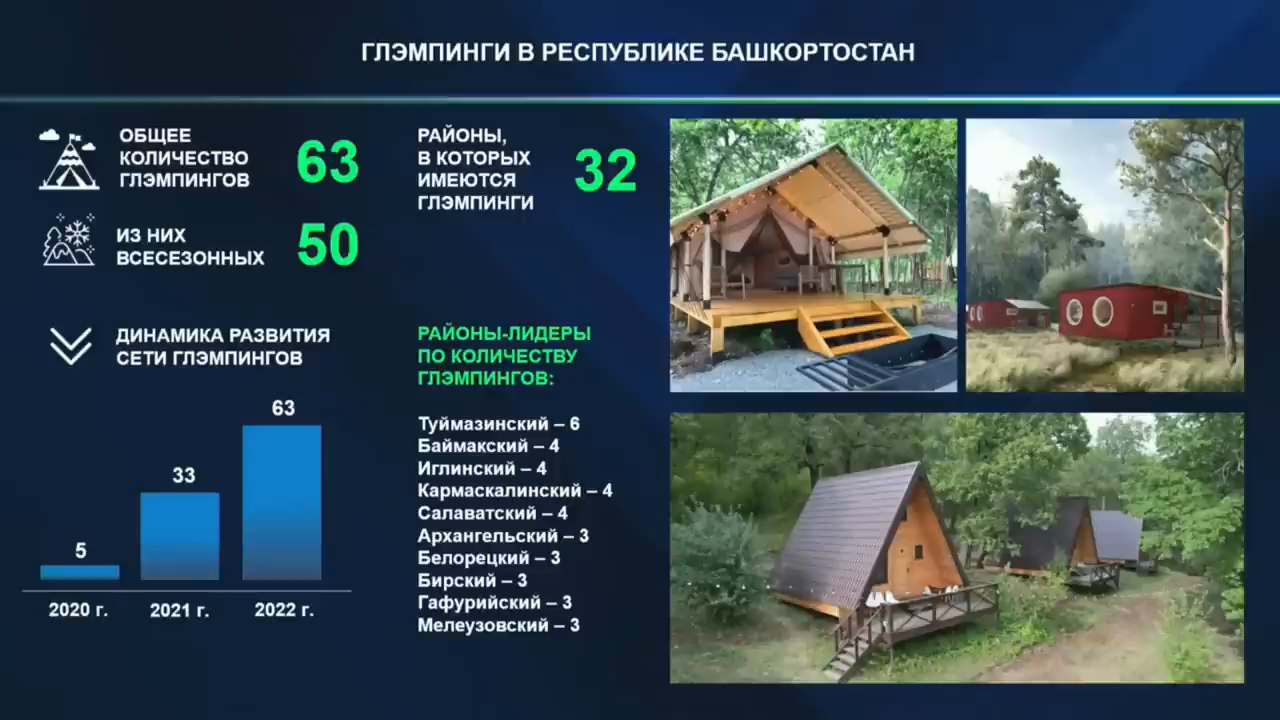 ГЛЭМПИНГИ В РЕСПУБЛИКЕ БАШКОРТОСТАН
ОБЩЕЕ
КОЛИЧЕСТВО
ГЛЭМПИНГОВ
63
ИЗ НИХ
ВСЕСЕЗОННЫХ
50
РАЙОНЫ,
В КОТОРЫХ
ИМЕЮТСЯ
ГЛЭМПИНГИ
32
ДИНАМИКА РАЗВИТИЯ
СЕТИ ГЛЭМПИНГОВ
63
33
5
2020 г.
2021 г.
2022 г.
РАЙОНЫ-ЛИДЕРЫ
ПО КОЛИЧЕСТВУ
ГЛЭМПИНГОВ:
Туймазинский – 6
Баймакский – 4
Иглинский – 4
Кармаскалинский – 4
Салаватский – 4
Архангельский – 3
Белорецкий – 3
Бирский – 3
Гафурийский – 3
Мелеузовский – 3